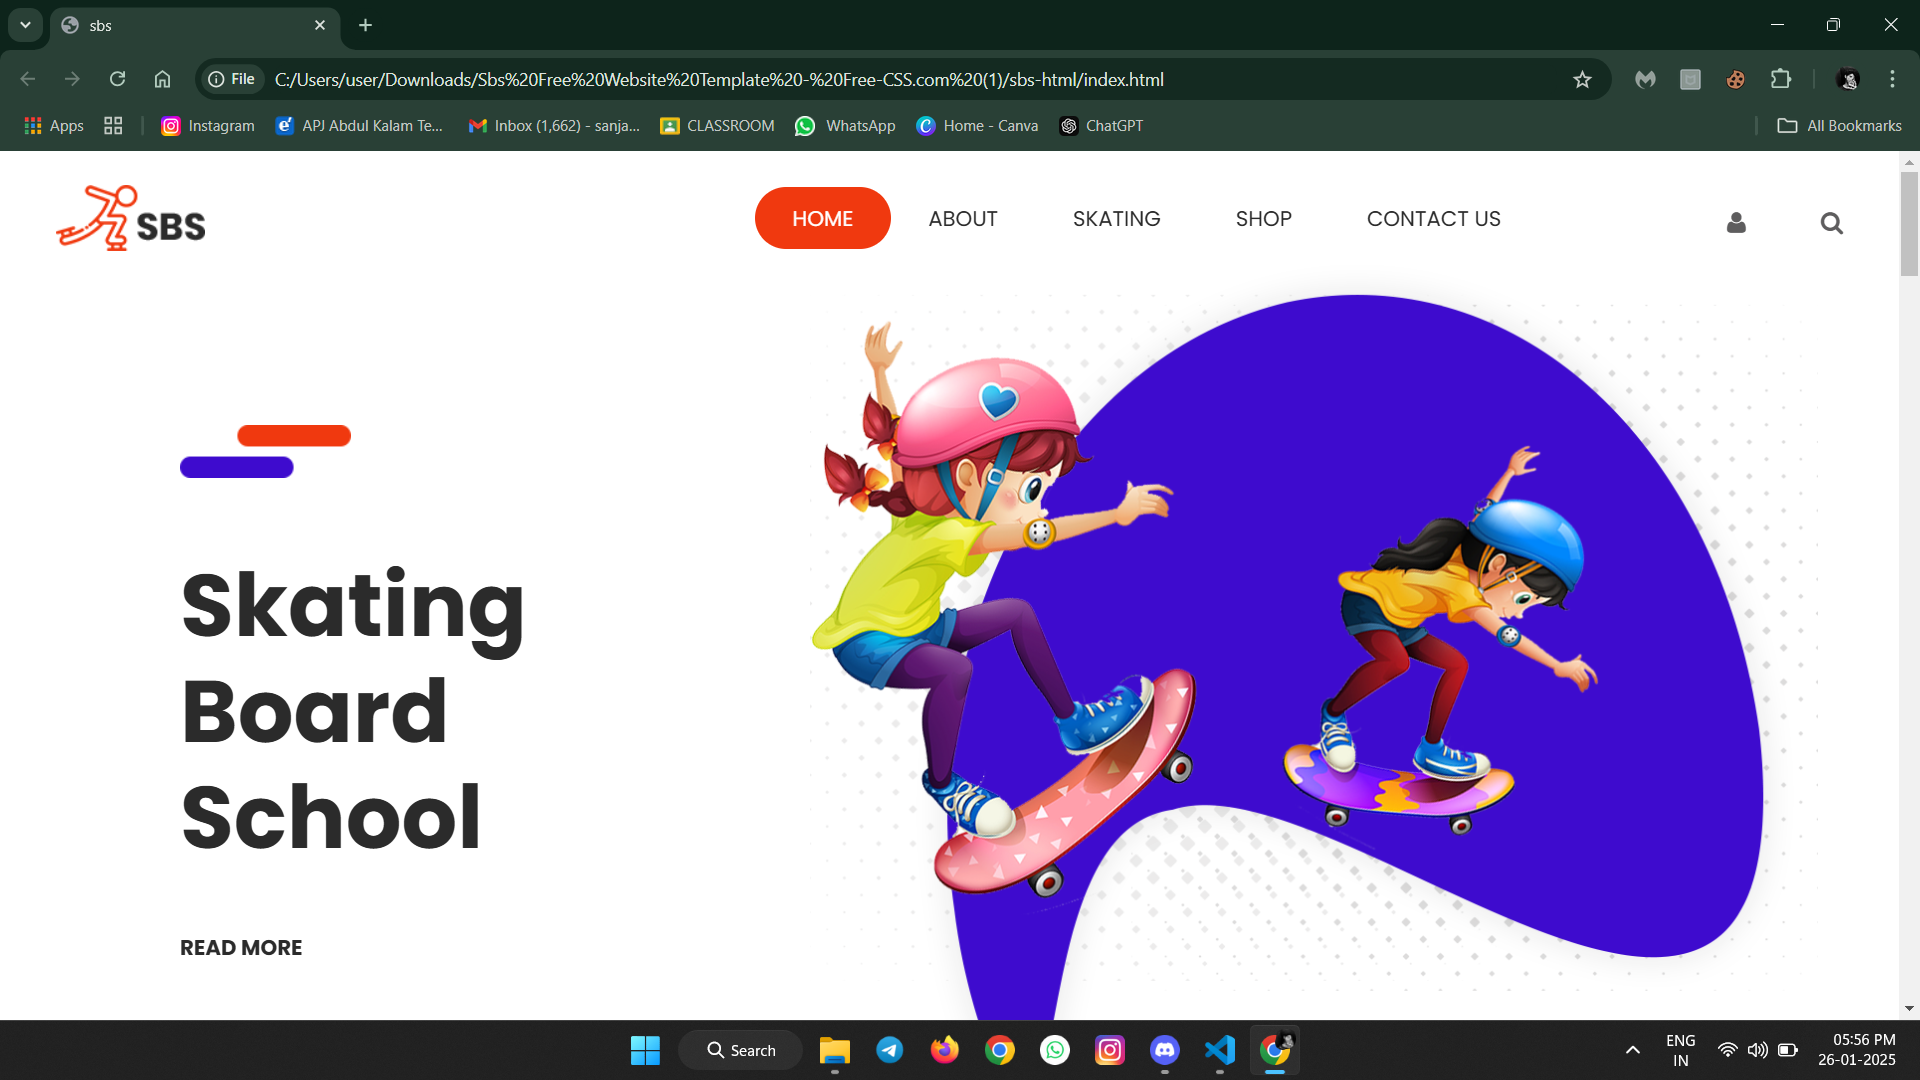 sbs
File
C:/Users/user/Downloads/Sbs%20Free%20Website%20Template%20-%20Free-CSS.com%20(1)/sbs-html/index.html
Apps
Instagram
APJ Abdul Kalam Te...
Inbox (1,662) - sanja...
CLASSROOM
WhatsApp
Home - Canva
ChatGPT
All Bookmarks
SBS
HOME
ABOUT
SKATING
SHOP
CONTACT US
Skating
Board
School
READ MORE
Search
ENG
IN
05:56 PM
26-01-2025